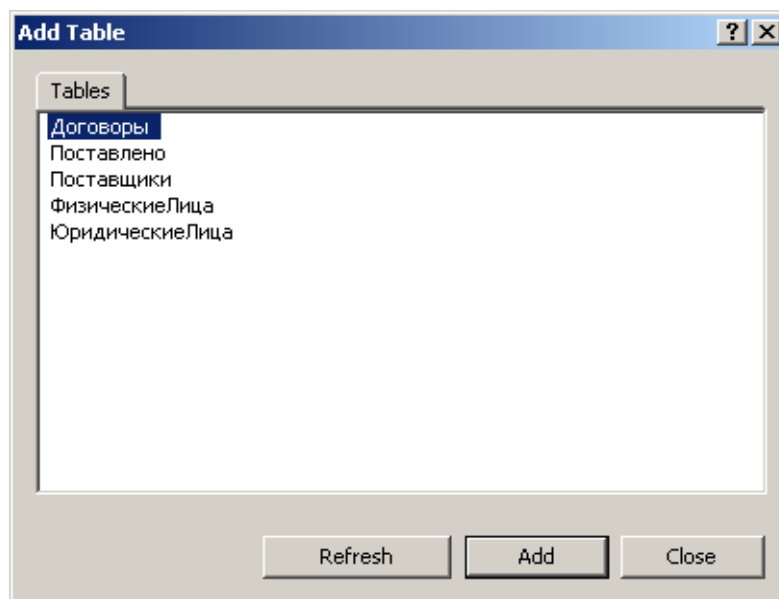 Add Table
Tables
Договоры
Поставлено
Поставщики
ФизическиеЛица
ЮридическиеЛица
Refresh Add Close